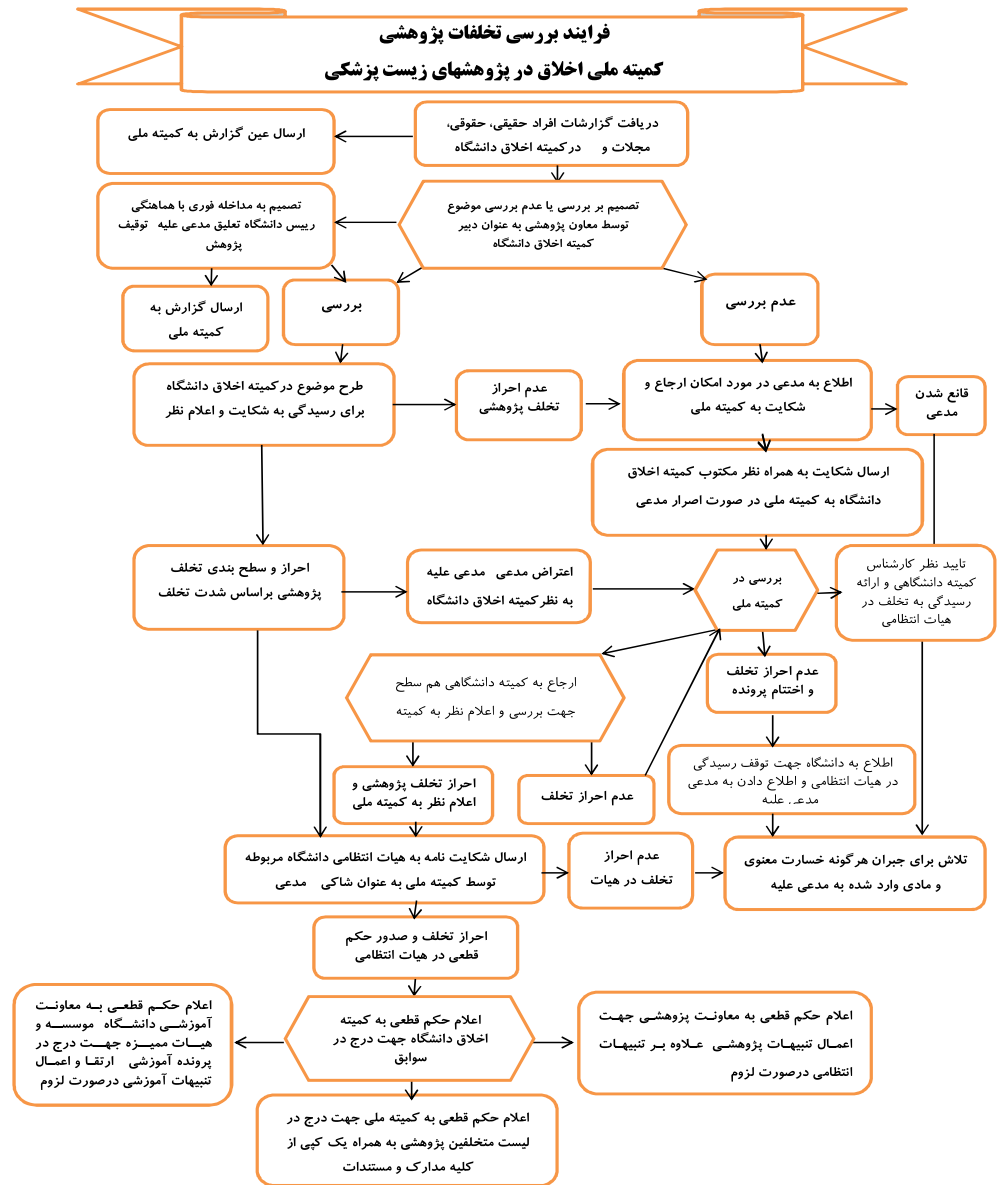 فرایند بررسی تخلفات پژوهشی
کمیته ملی اخلاق در پژوهشهای زیست پزشکی
دریافت گزارشات افراد حقیقی، حقوقی،
مجلات و درکمیته اخلاق دانشگاه
ارسال عین گزارش به کمیته ملی
تصمیم بر بررسی یا عدم بررسی موضوع
توسط معاون پژوهشی به عنوان دبیر
کمیته اخلاق دانشگاه
تصمیم به مداخله فوری با هماهنگی
رییس دانشگاه تعلیق مدعی علیه توقیف
پژوهش
ارسال گزارش به
کمیته ملی
بررسی
عدم بررسی
طرح موضوع درکمیته اخلاق دانشگاه
برای رسیدگی به شکایت و اعلام نظر
عدم احراز
تخلف پژوهشی
اطلاع به مدعی در مورد امکان ارجاع و
شکایت به کمیته ملی
قانع شدن
مدعی
ارسال شکایت به همراه نظر مکتوب کمیته اخلاق
دانشگاه به کمیته ملی در صورت اصرار مدعی
احراز و سطح بندی تخلف
پژوهشی براساس شدت تخلف
اعتراض مدعی مدعی علیه
به نظرکمیته اخلاق دانشگاه
بررسی در
کمیته ملی
تایید نظر کارشناس
کمیته دانشگاهی و ارائه
رسیدگی به تخلف در
هیات انتظامی
ارجاع به کمیته دانشگاهی هم سطح
جهت بررسی و اعلام نظر به کمیته
عدم احراز تخلف
و اختتام پرونده
اطلاع به دانشگاه جهت توقف رسیدگی
در هیات انتظامی و اطلاع دادن به مدعی
مدعی علیه
احراز تخلف پژوهشی و
اعلام نظر به کمیته ملی
عدم احراز تخلف
ارسال شکایت نامه به هیات انتظامی دانشگاه مربوطه
توسط کمیته ملی به عنوان شاکی مدعی
عدم احراز
تخلف در هیات
تلاش برای جبران هرگونه خسارت معنوی
و مادی وارد شده به مدعی علیه
احراز تخلف و صدور حکم
قطعی در هیات انتظامی
اعلام حکم قطعی به کمیته
اخلاق دانشگاه جهت درج در
سوابق
اعلام حکم قطعی به معاونت پزوهشی جهت
اعمال تنبیهات پژوهشی علاوه بر تنبیهات
انتظامی درصورت لزوم
اعلام حکم قطعی به معاونت
آموزشی دانشگاه موسسه و
هیات ممیزه جهت درج در
پرونده آموزشی ارتقا و اعمال
تنبیهات آموزشی درصورت لزوم
اعلام حکم قطعی به کمیته ملی جهت درج در
لیست متخلفین پژوهشی به همراه یک کپی از
کلیه مدارک و مستندات